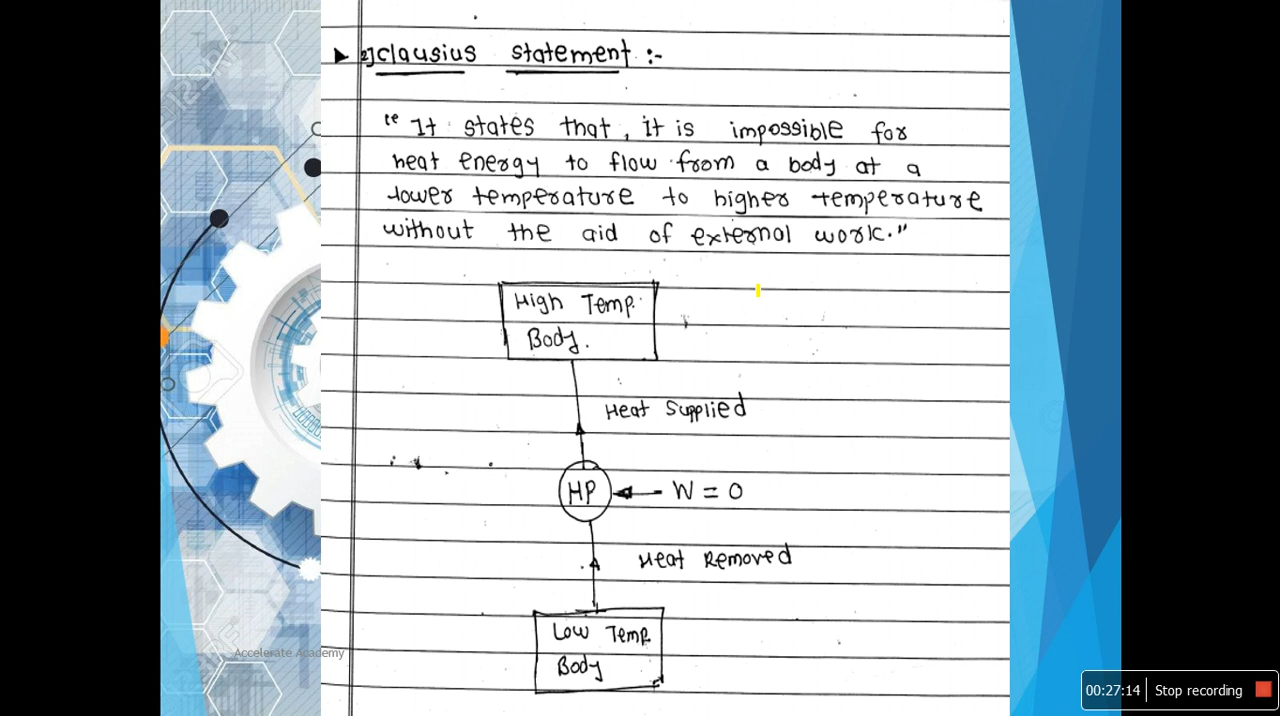 ► 2] Clausius statement :-
“ It states that, it is impossible for
heat energy to flow from a body at a
lower temperature to higher temperature
without the aid of external work.”
High Temp.
Body.
Heat Supplied
HP
W = 0
Heat Removed
Low Temp.
Body
Accelerate Academy
00:27:14 | Stop recording